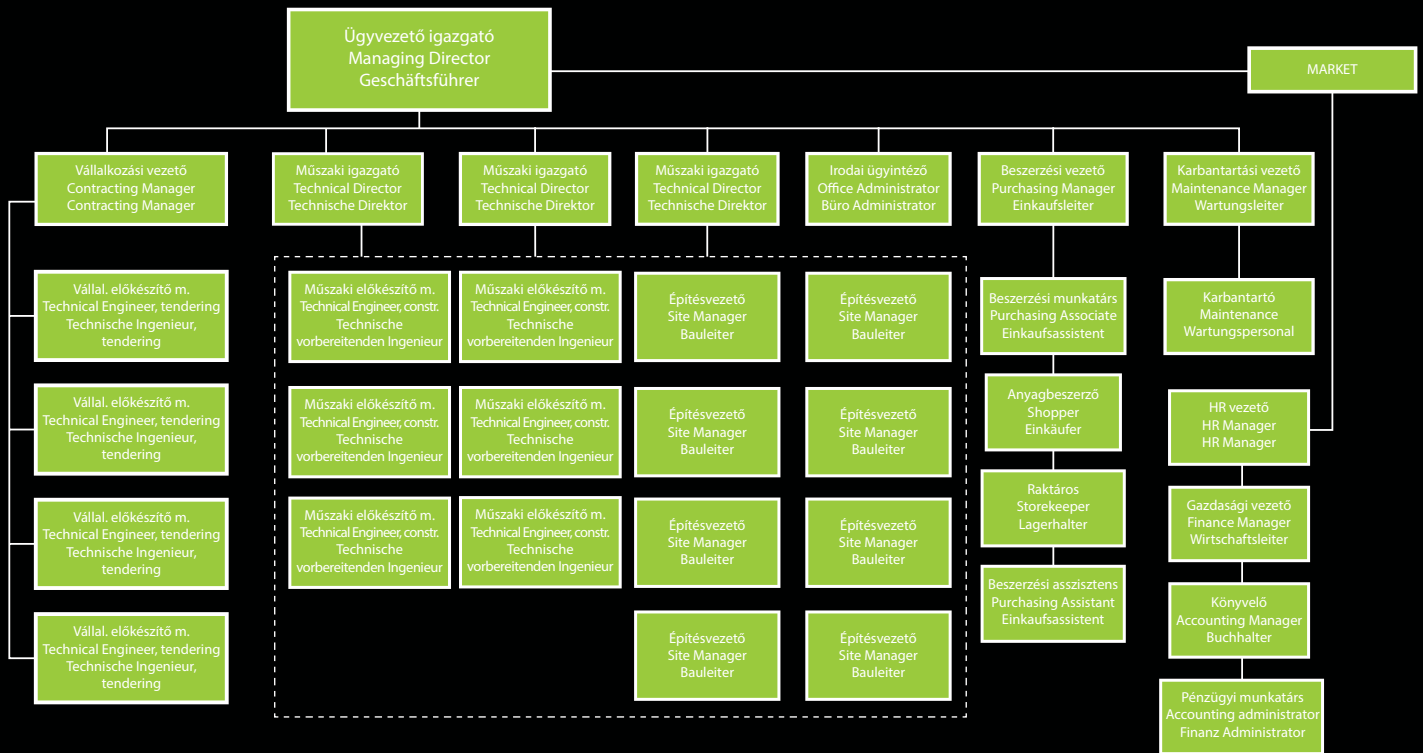 Ügyvezető igazgató
Managing Director
Geschäftsführer
MARKET
Vállalkozási vezető
Contracting Manager
Contracting Manager
Műszaki igazgató
Technical Director
Technische Direktor
Műszaki igazgató
Technical Director
Technische Direktor
Műszaki igazgató
Technical Director
Technische Direktor
Irodai ügyintéző
Office Administrator
Büro Administrator
Beszerzési vezető
Purchasing Manager
Einkaufsleiter
Karbantartási vezető
Maintenance Manager
Wartungsleiter
Vállal. előkészítő m.
Technical Engineer, tendering
Technische Ingenieur,
tendering
Vállal. előkészítő m.
Technical Engineer, tendering
Technische Ingenieur,
tendering
Vállal. előkészítő m.
Technical Engineer, tendering
Technische Ingenieur,
tendering
Vállal. előkészítő m.
Technical Engineer, tendering
Technische Ingenieur,
tendering
Műszaki előkészítő m.
Technical Engineer, constr.
Technische
vorbereitenden Ingenieur
Műszaki előkészítő m.
Technical Engineer, constr.
Technische
vorbereitenden Ingenieur
Műszaki előkészítő m.
Technical Engineer, constr.
Technische
vorbereitenden Ingenieur
Műszaki előkészítő m.
Technical Engineer, constr.
Technische
vorbereitenden Ingenieur
Műszaki előkészítő m.
Technical Engineer, constr.
Technische
vorbereitenden Ingenieur
Műszaki előkészítő m.
Technical Engineer, constr.
Technische
vorbereitenden Ingenieur
Építésvezető
Site Manager
Bauleiter
Építésvezető
Site Manager
Bauleiter
Építésvezető
Site Manager
Bauleiter
Építésvezető
Site Manager
Bauleiter
Építésvezető
Site Manager
Bauleiter
Építésvezető
Site Manager
Bauleiter
Építésvezető
Site Manager
Bauleiter
Építésvezető
Site Manager
Bauleiter
Beszerzési munkatárs
Purchasing Associate
Einkaufsassistent
Anyagbeszerző
Shopper
Einkäufer
Raktáros
Storekeeper
Lagerhalter
Beszerzési asszisztens
Purchasing Assistant
Einkaufsassistent
Karbantartó
Maintenance
Wartungspersonal
HR vezető
HR Manager
HR Manager
Gazdasági vezető
Finance Manager
Wirtschaftsleiter
Könyvelő
Accounting Manager
Buchhalter
Pénzügyi munkatárs
Accounting administrator
Finanz Administrator